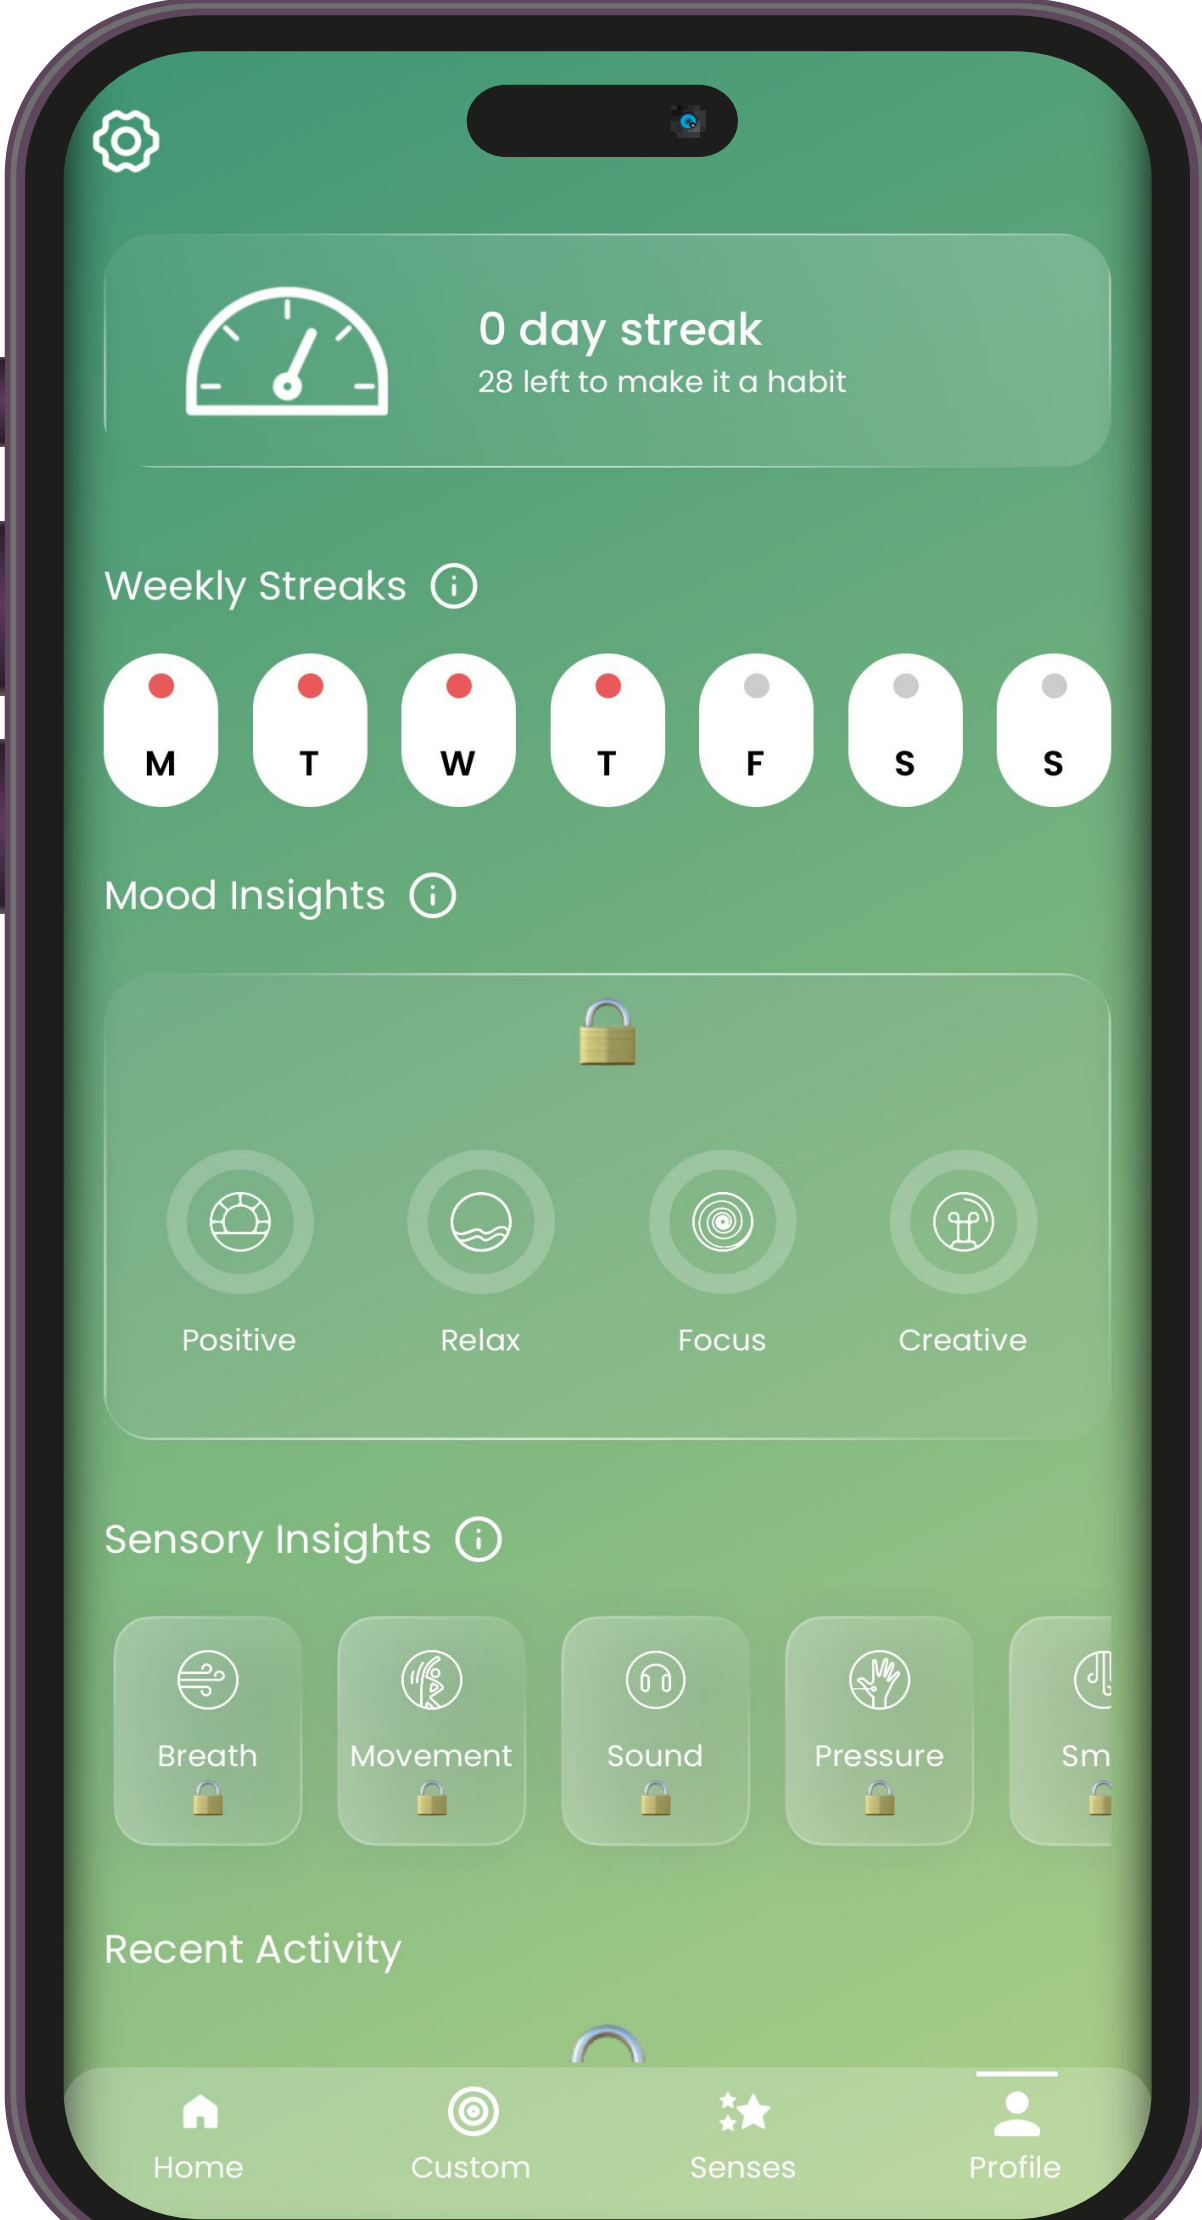 0 day streak
28 left to make it a habit
Weekly Streaks
M T W T F S S
Mood Insights
Positive Relax Focus Creative
Sensory Insights
Breath Movement Sound Pressure Sm
Recent Activity
Home Custom Senses Profile